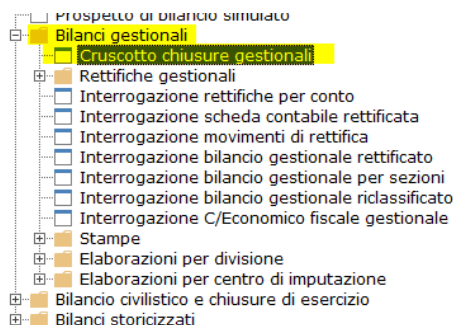 Prospetto di bilancio simulato
Bilanci gestionali
Cruscotto chiusure gestionali
Rettifiche gestionali
Interrogazione rettifiche per conto
Interrogazione scheda contabile rettificata
Interrogazione movimenti di rettifica
Interrogazione bilancio gestionale rettificato
Interrogazione bilancio gestionale per sezioni
Interrogazione bilancio gestionale riclassificato
Interrogazione C/Economico fiscale gestionale
Stampe
Elaborazioni per divisione
Elaborazioni per centro di imputazione
Bilancio civilistico e chiusure di esercizio
Bilanci storicizzati